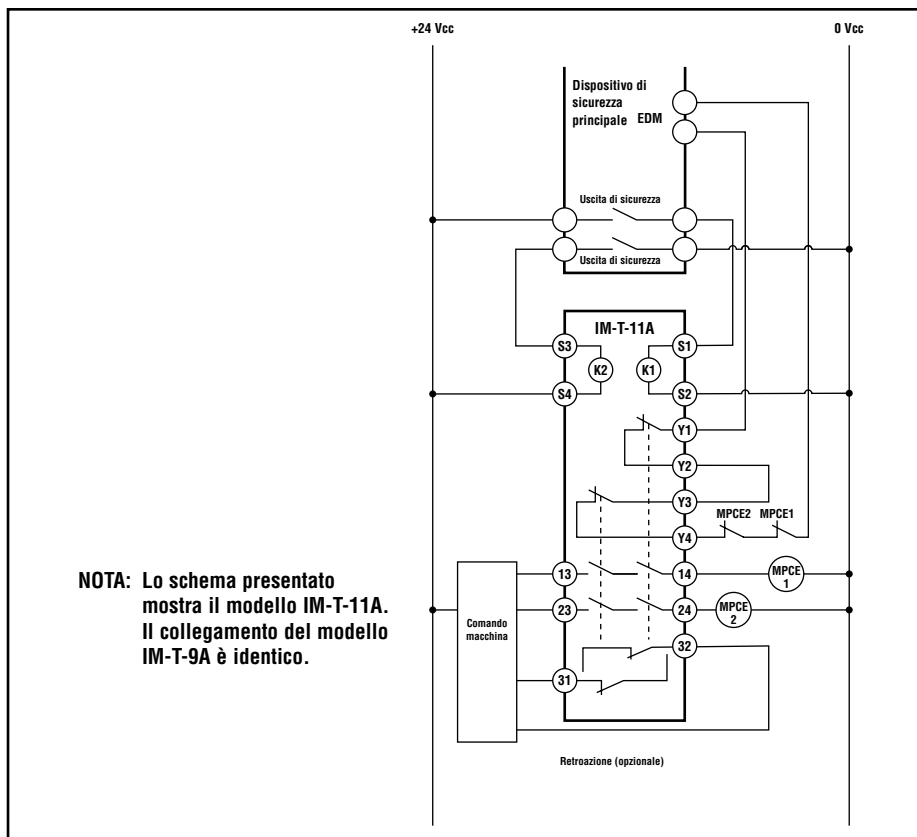 +24 Vcc
0 Vcc
Dispositivo di
sicurezza
principale EDM
Uscita di sicurezza
Uscita di sicurezza
IM-T-11A
S3
S1
K2
K1
S4
S2
Y1
Y2
Y3
MPCE2
MPCE1
Y4
NOTA: Lo schema presentato
mostra il modello IM-T-11A.
Il collegamento del modello
IM-T-9A è identico.
13
14
MPCE
1
Comando
macchina
23
24
MPCE
2
32
31
Retroazione (opzionale)